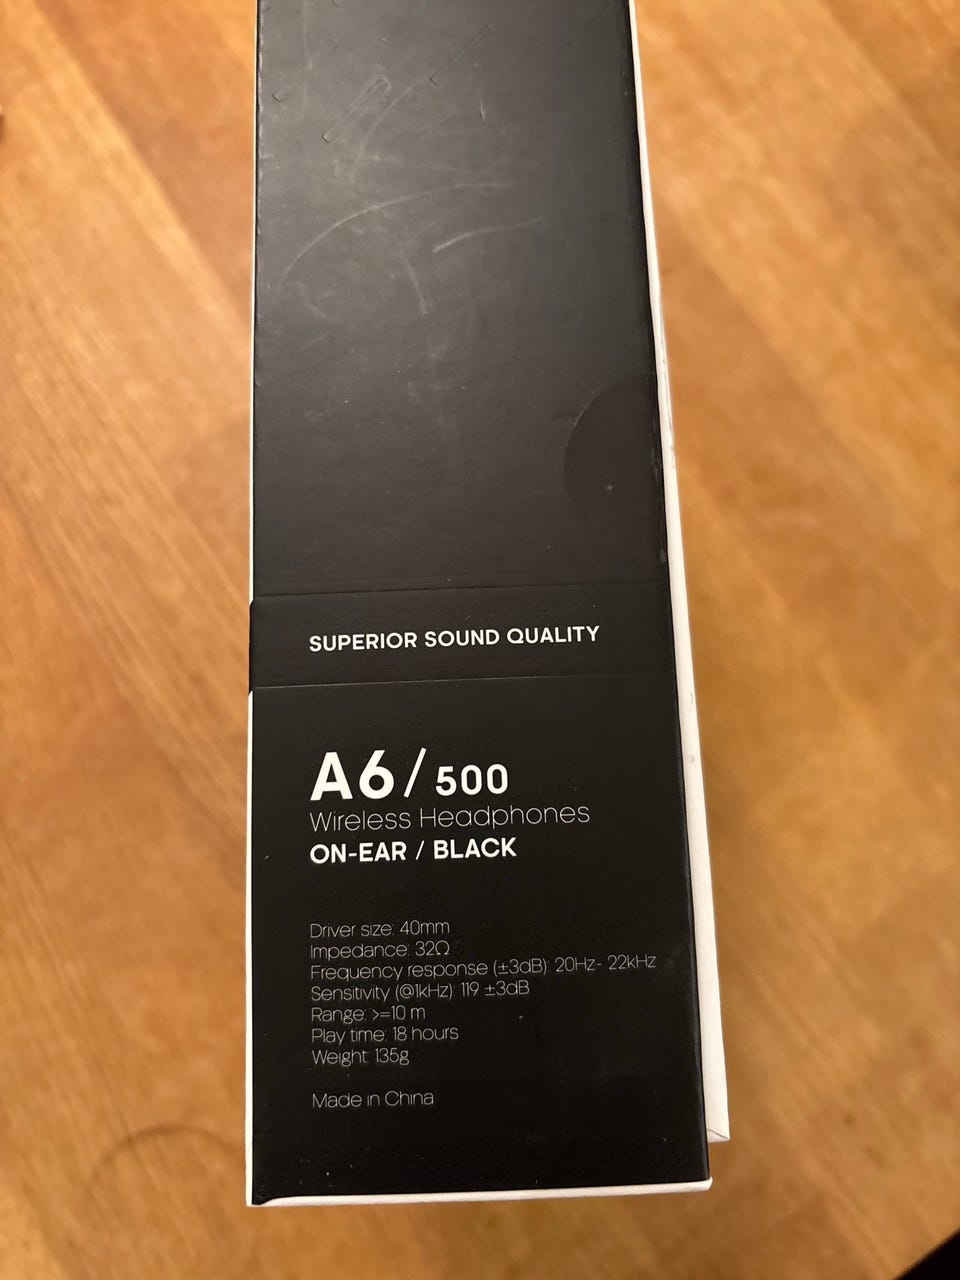 SUPERIOR SOUND QUALITY
A6/500
Wireless Headphones
ON-EAR / BLACK
Driver size: 40mm
Impedance: 32Ω
Frequency response (±3dB): 20Hz- 22kHz
Sensitivity (@1kHz): 119 ±3dB
Range: >=10 m
Play time: 18 hours
Weight: 135g
Made in China